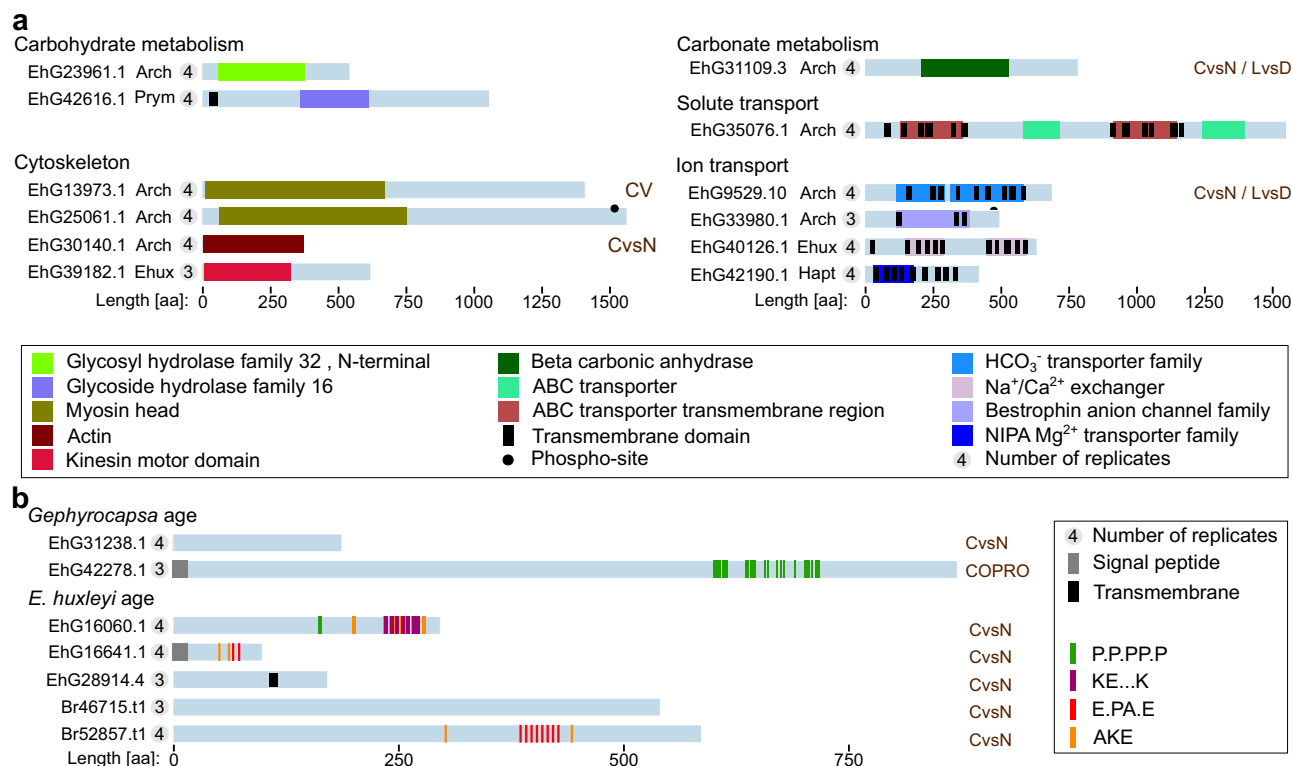 a
Carbohydrate metabolism
EhG23961.1 Arch 4
EhG42616.1 Prym 4
Cytoskeleton
EhG13973.1 Arch 4 CV
EhG25061.1 Arch 4
EhG30140.1 Arch 4 CvsN
EhG39182.1 Ehux 3
Length [aa]: 0 250 500 750 1000 1250 1500
Carbonate metabolism
EhG31109.3 Arch 4 CvsN / LvsD
Solute transport
EhG35076.1 Arch 4
Ion transport
EhG9529.10 Arch 4 CvsN / LvsD
EhG33980.1 Arch 3
EhG40126.1 Ehux 4
EhG42190.1 Hapt 4
Length [aa]: 0 250 500 750 1000 1250 1500
Glycosyl hydrolase family 32 , N-terminal
Glycoside hydrolase family 16
Myosin head
Actin
Kinesin motor domain
Beta carbonic anhydrase
ABC transporter
ABC transporter transmembrane region
Transmembrane domain
Phospho-site
HCO₃⁻ transporter family
Na⁺/Ca²⁺ exchanger
Bestrophin anion channel family
NIPA Mg²⁺ transporter family
4 Number of replicates
b
Gephyrocapsa age
EhG31238.1 4 CvsN
EhG42278.1 3 COPRO
E. huxleyi age
EhG16060.1 4 CvsN
EhG16641.1 4 CvsN
EhG28914.4 3 CvsN
Br46715.t1 3 CvsN
Br52857.t1 4 CvsN
Length [aa]: 0 250 500 750
4 Number of replicates
Signal peptide
Transmembrane
P.P.PP.P
KE...K
E.PA.E
AKE